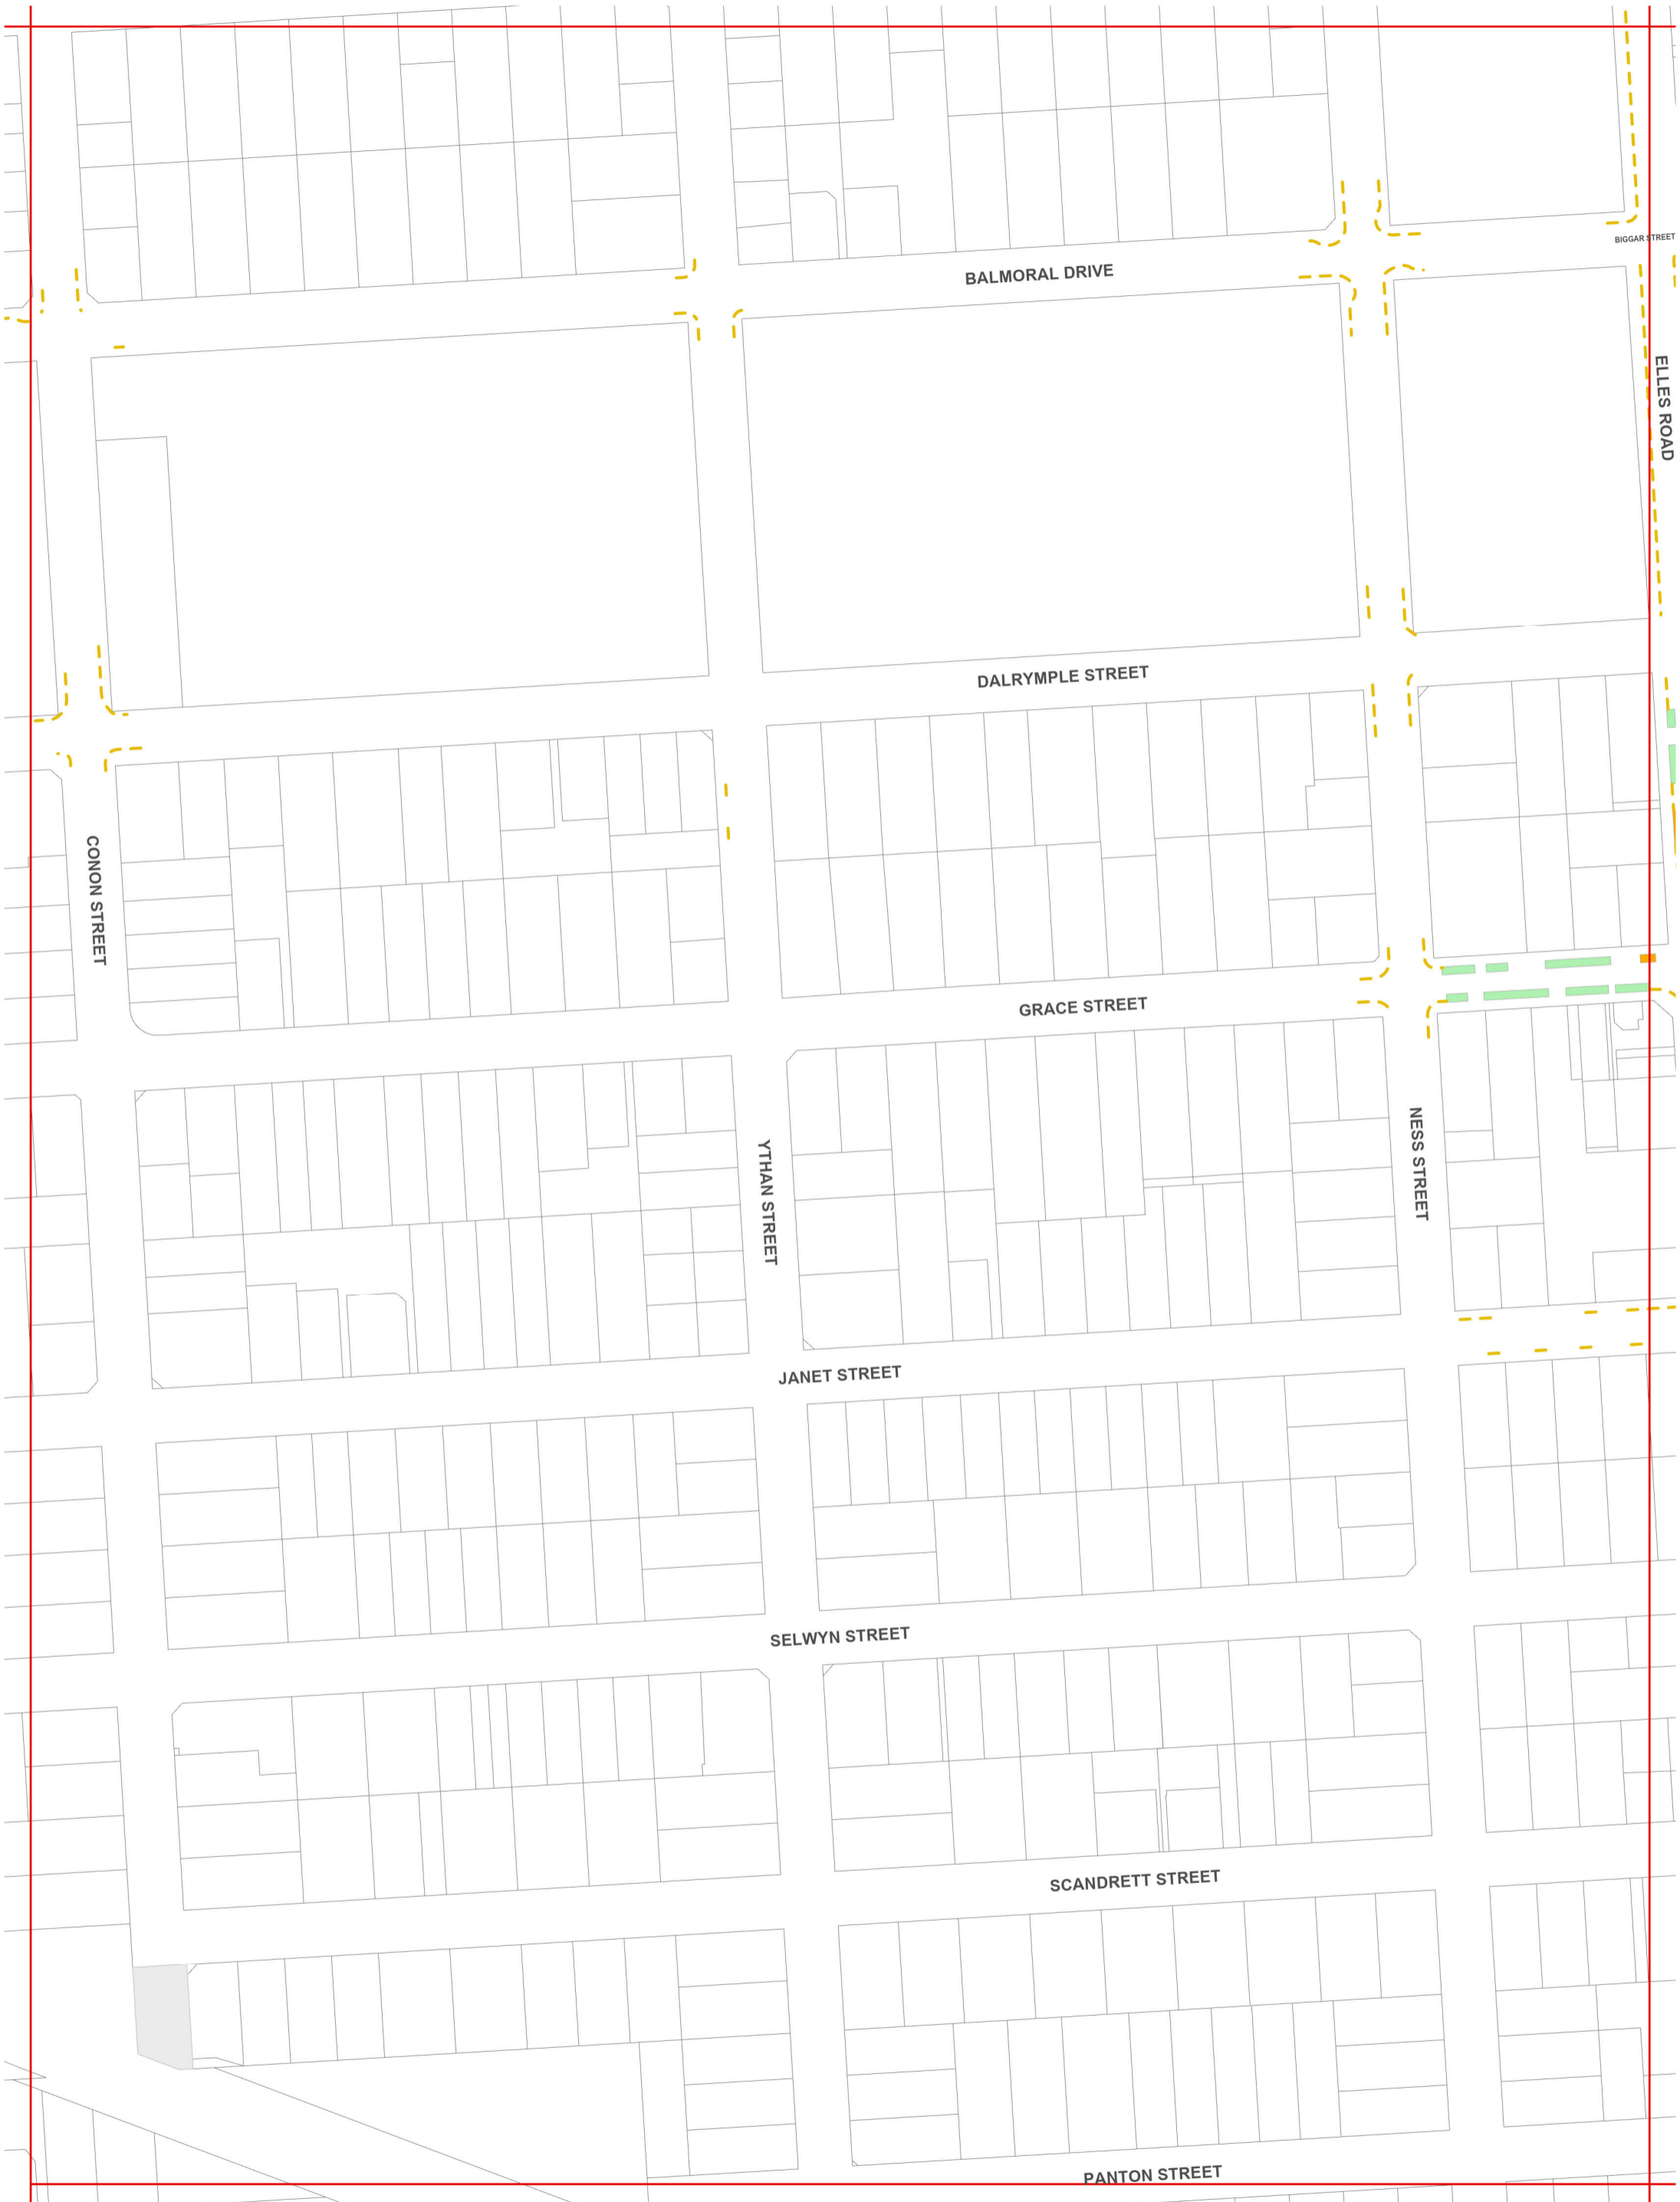 BIGGAR STREET
BALMORAL DRIVE
ELLES ROAD
DALRYMPLE STREET
CONON STREET
GRACE STREET
NESS STREET
YTHAN STREET
JANET STREET
SELWYN STREET
SCANDRETT STREET
PANTON STREET